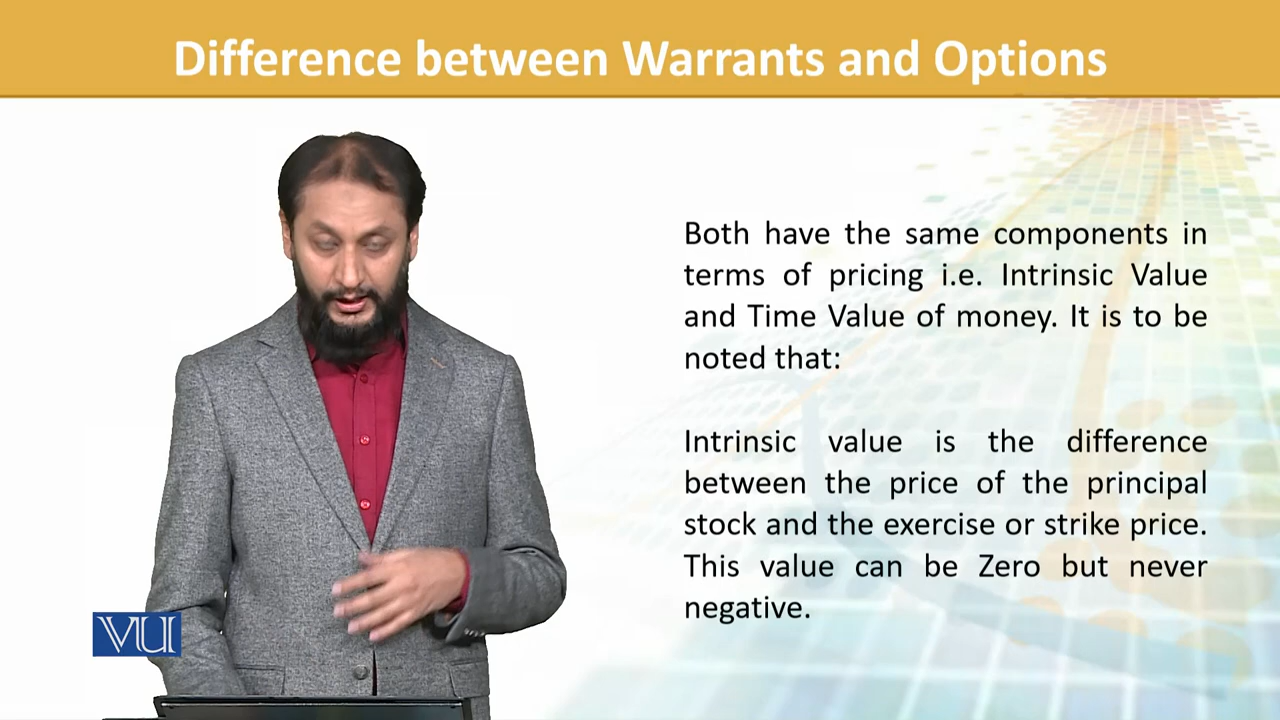 Difference between Warrants and Options
Both have the same components in
terms of pricing i.e. Intrinsic Value
and Time Value of money. It is to be
noted that:
Intrinsic value is the difference
between the price of the principal
stock and the exercise or strike price.
This value can be Zero but never
negative.
VU